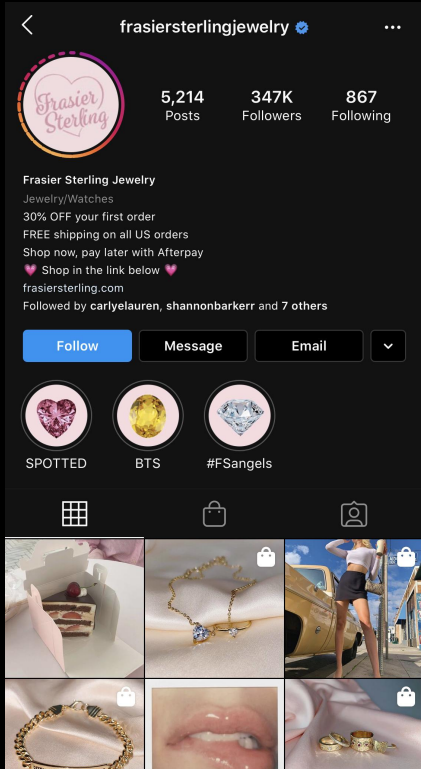 frasiersterlingjewelry
Frasier
Sterling
5,214 347K 867
Posts Followers Following
Frasier Sterling Jewelry
Jewelry/Watches
30% OFF your first order
FREE shipping on all US orders
Shop now, pay later with Afterpay
💗 Shop in the link below 💗
frasiersterling.com
Followed by carlyelauren, shannonbarkerr and 7 others
Follow Message Email
SPOTTED BTS #FSangels